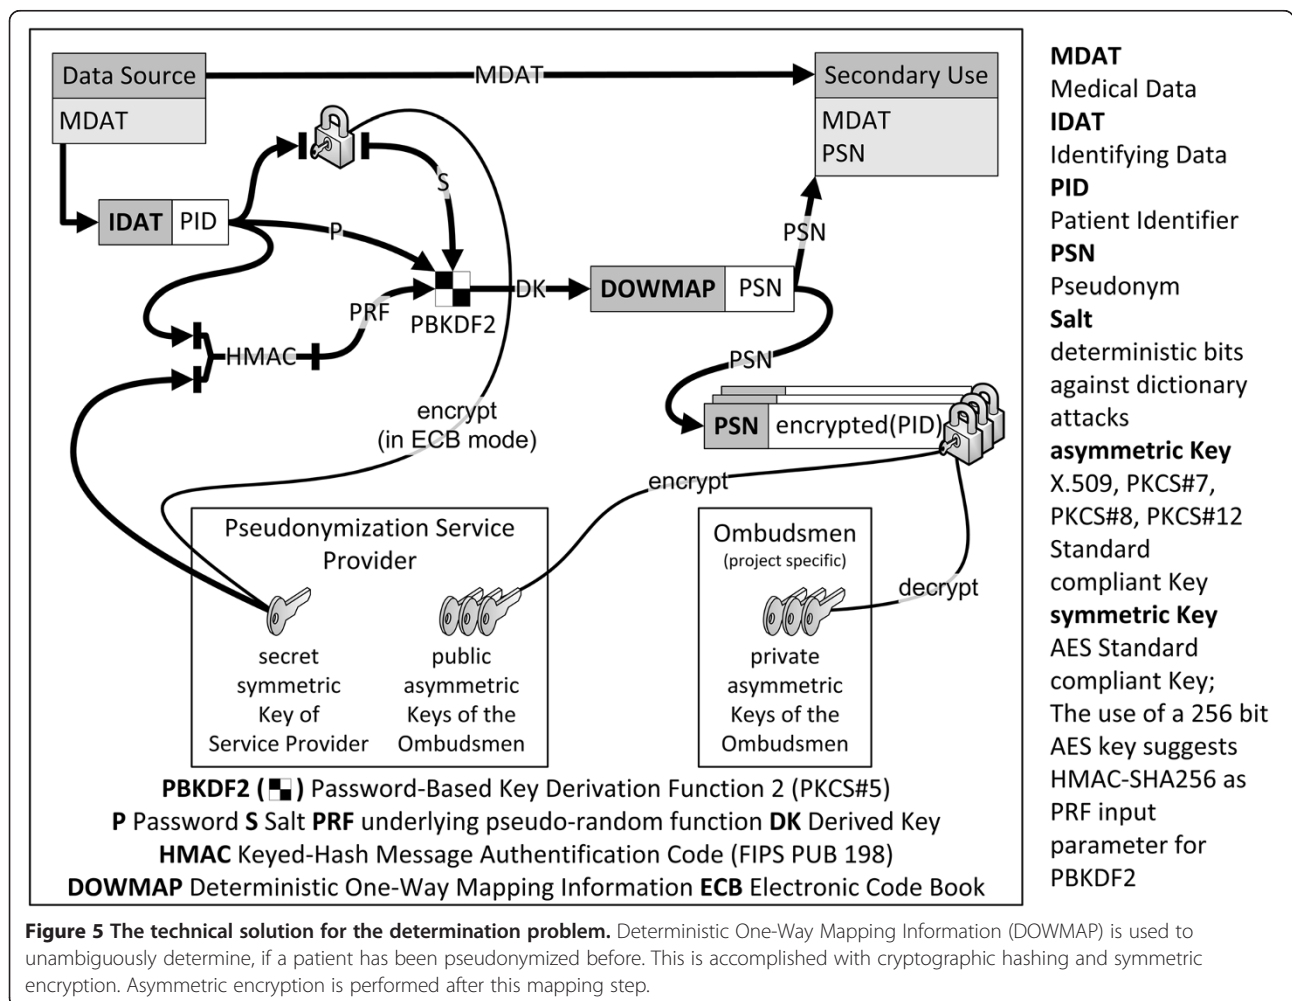 Data Source
MDAT
MDAT
Secondary Use
MDAT
PSN
IDAT PID
S
P
PSN
PRF
PBKDF2
DK
DOWMAP PSN
HMAC
PSN
encrypt
(in ECB mode)
PSN encrypted(PID)
encrypt
Pseudonymization Service
Provider
secret
symmetric
Key of
Service Provider
public
asymmetric
Keys of the
Ombudsmen
Ombudsmen
(project specific)
decrypt
private
asymmetric
Keys of the
Ombudsmen
PBKDF2 ( ) Password-Based Key Derivation Function 2 (PKCS#5)
P Password S Salt PRF underlying pseudo-random function DK Derived Key
HMAC Keyed-Hash Message Authentification Code (FIPS PUB 198)
DOWMAP Deterministic One-Way Mapping Information ECB Electronic Code Book
MDAT
Medical Data
IDAT
Identifying Data
PID
Patient Identifier
PSN
Pseudonym
Salt
deterministic bits
against dictionary
attacks
asymmetric Key
X.509, PKCS#7,
PKCS#8, PKCS#12
Standard
compliant Key
symmetric Key
AES Standard
compliant Key;
The use of a 256 bit
AES key suggests
HMAC-SHA256 as
PRF input
parameter for
PBKDF2
Figure 5 The technical solution for the determination problem. Deterministic One-Way Mapping Information (DOWMAP) is used to
unambiguously determine, if a patient has been pseudonymized before. This is accomplished with cryptographic hashing and symmetric
encryption. Asymmetric encryption is performed after this mapping step.